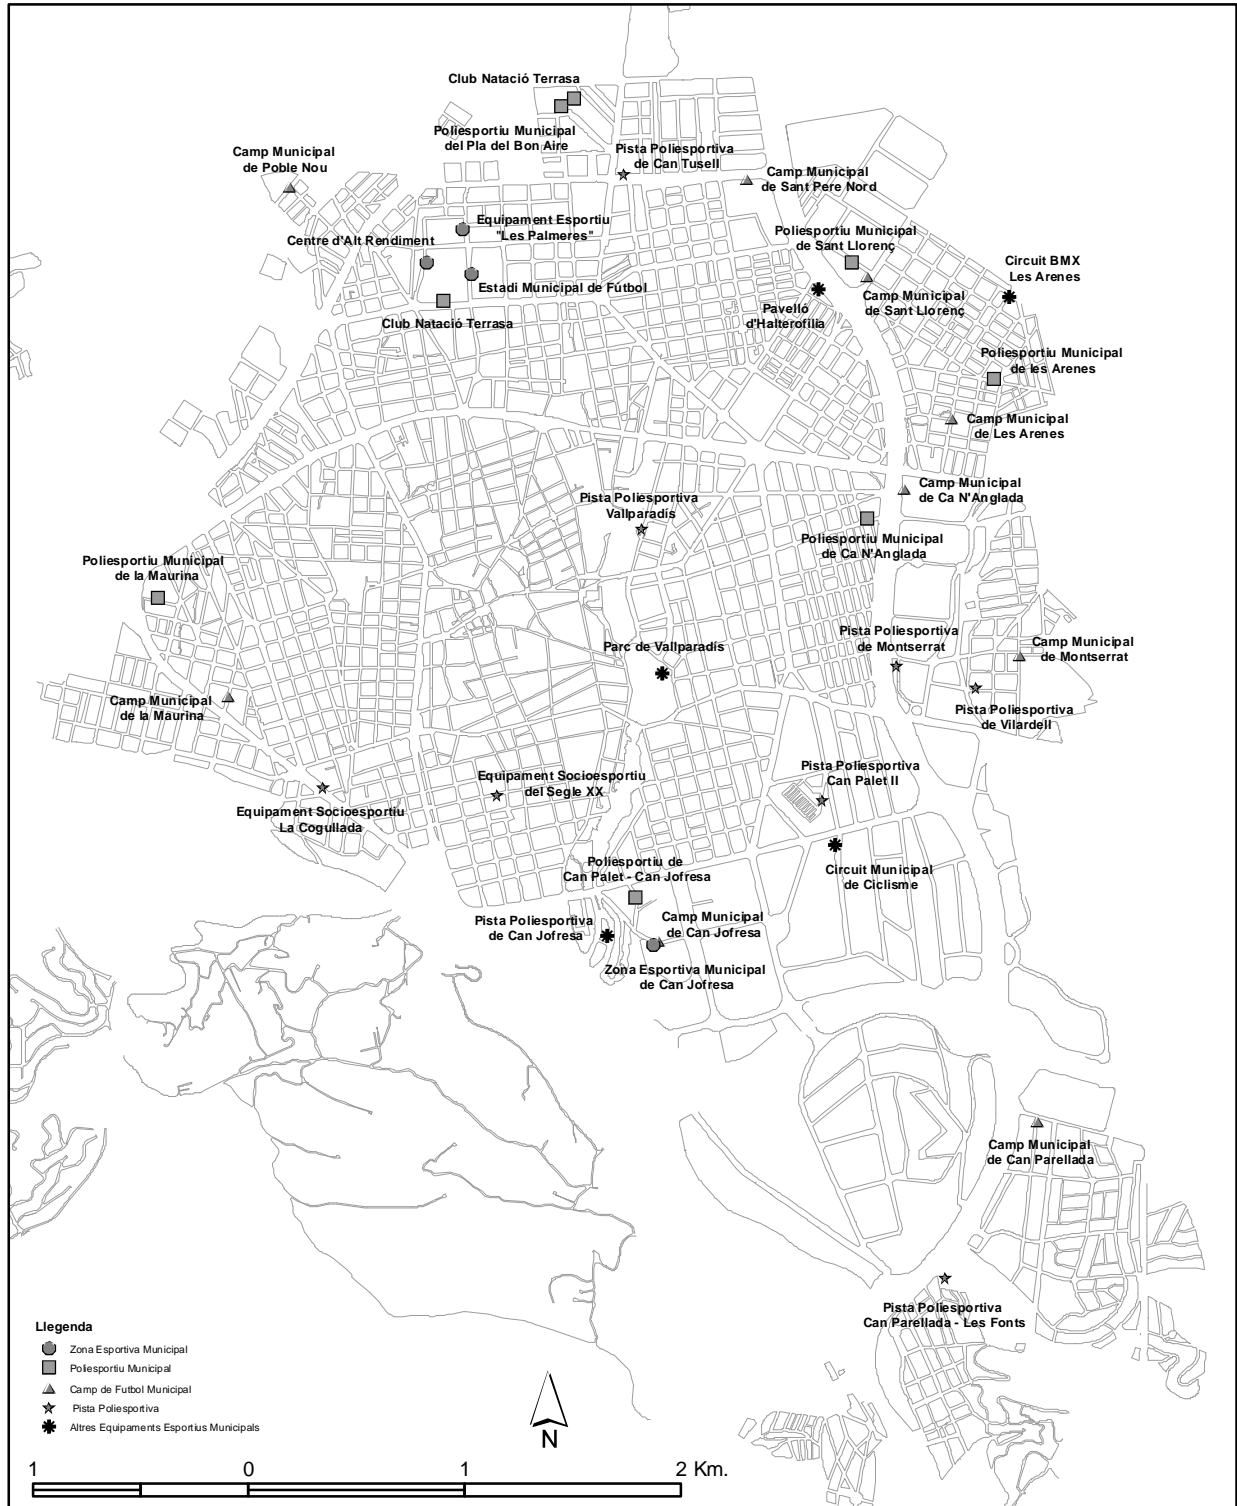 Club Natació Terrasa
Poliesportiu Municipal
del Pla del Bon Aire
Camp Municipal
de Poble Nou
Pista Poliesportiva
de Can Tusell
Camp Municipal
de Sant Pere Nord
Equipament Esportiu
"Les Palmeres"
Centre d'Alt Rendiment
Poliesportiu Municipal
de Sant Llorenç
Circuit BMX
Les Arenes
Estadi Municipal de Fútbol
Camp Municipal
de Sant Llorenç
Pavelló
d'Halterofília
Club Natació Terrasa
Poliesportiu Municipal
de les Arenes
Camp Municipal
de Les Arenes
Camp Municipal
de Ca N'Anglada
Pista Poliesportiva
Vallparadís
Poliesportiu Municipal
de Ca N'Anglada
Poliesportiu Municipal
de la Maurina
Pista Poliesportiva
de Montserrat
Parc de Vallparadís
Camp Municipal
de Montserrat
Camp Municipal
de la Maurina
Pista Poliesportiva
de Vilardell
Pista Poliesportiva
Can Palet II
Equipament Socioesportiu
del Segle XX
Equipament Socioesportiu
La Cogullada
Poliesportiu de
Can Palet - Can Jofresa
Circuit Municipal
de Ciclisme
Pista Poliesportiva
de Can Jofresa
Camp Municipal
de Can Jofresa
Zona Esportiva Municipal
de Can Jofresa
Camp Municipal
de Can Parellada
Pista Poliesportiva
Can Parellada - Les Fonts
Llegenda
Zona Esportiva Municipal
Poliesportiu Municipal
Camp de Futbol Municipal
Pista Poliesportiva
Altres Equipaments Esportius Municipals
N
1 0 1 2 Km.